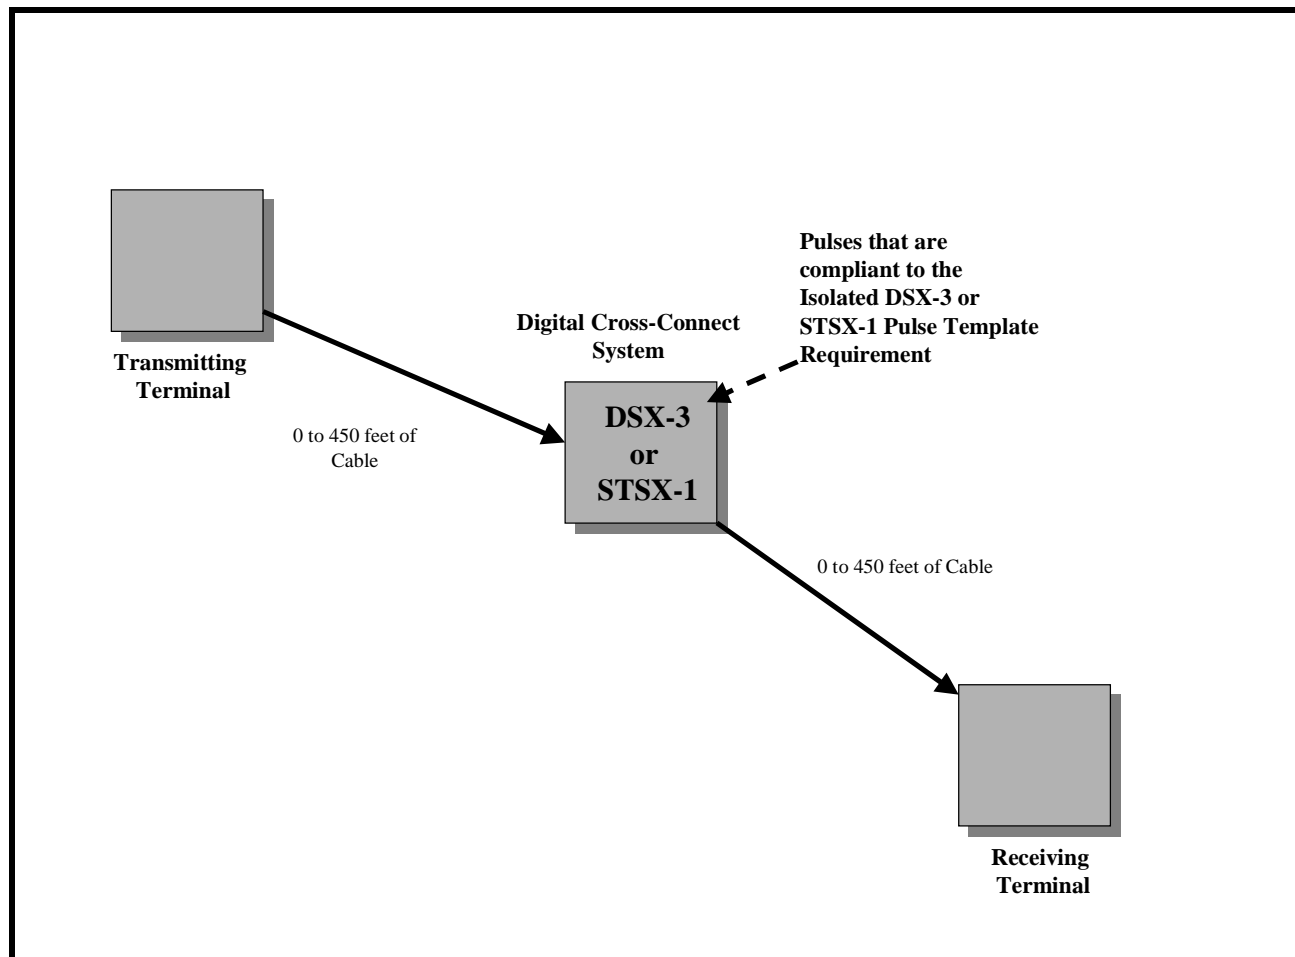 Pulses that are
compliant to the
Isolated DSX-3 or
STSX-1 Pulse Template
Requirement
Digital Cross-Connect
System
Transmitting
Terminal
DSX-3
or
STSX-1
0 to 450 feet of
Cable
0 to 450 feet of Cable
Receiving
Terminal